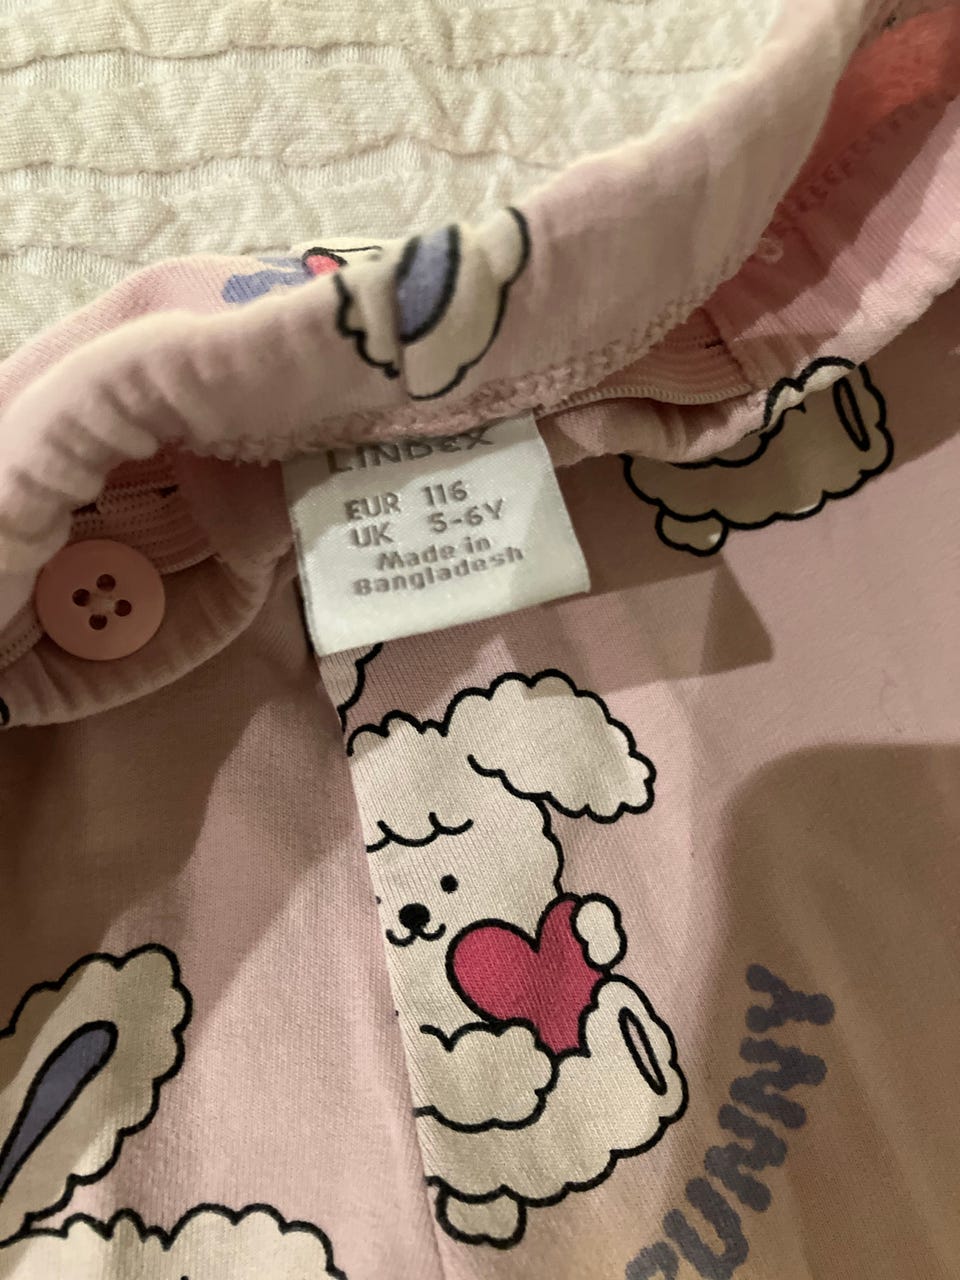 LINDEX
EUR 116
UK 5-6Y
Made in
Bangladesh